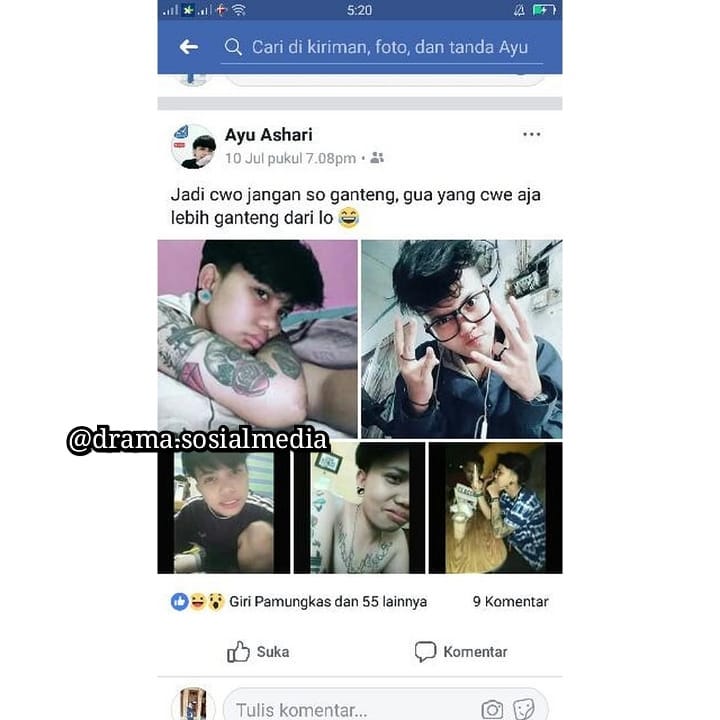 5:20
Cari di kiriman, foto, dan tanda Ayu
Ayu Ashari
10 Jul pukul 7.08pm ·
Jadi cwo jangan so ganteng, gua yang cwe aja
lebih ganteng dari lo 😂
@drama.sosialmedia
Giri Pamungkas dan 55 lainnya
9 Komentar
Suka
Komentar
Tulis komentar...